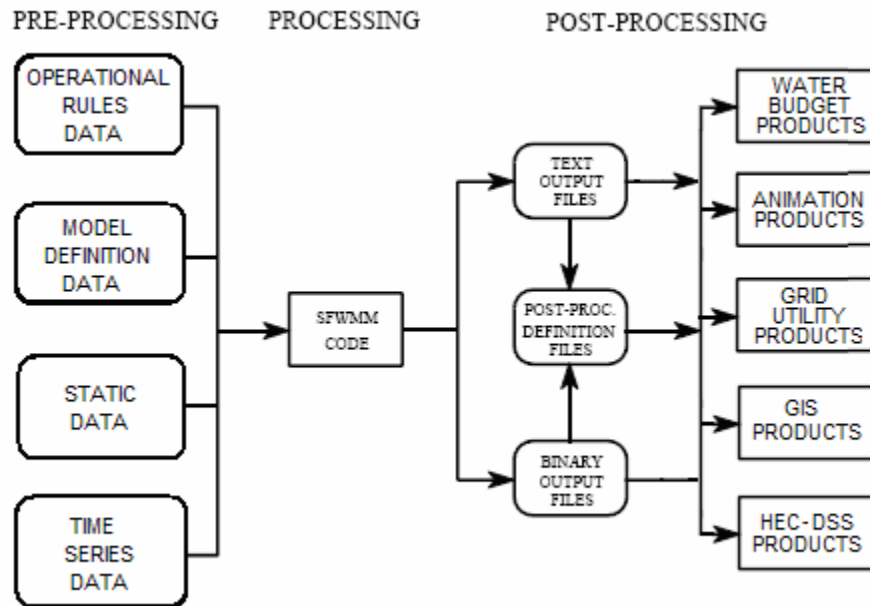 PRE-PROCESSING
PROCESSING
POST-PROCESSING
OPERATIONAL
RULES
DATA
MODEL
DEFINITION
DATA
STATIC
DATA
TIME
SERIES
DATA
SFWMM
CODE
TEXT
OUTPUT
FILES
POST-PROC.
DEFINITION
FILES
BINARY
OUTPUT
FILES
WATER
BUDGET
PRODUCTS
ANIMATION
PRODUCTS
GRID
UTILITY
PRODUCTS
GIS
PRODUCTS
HEC-DSS
PRODUCTS